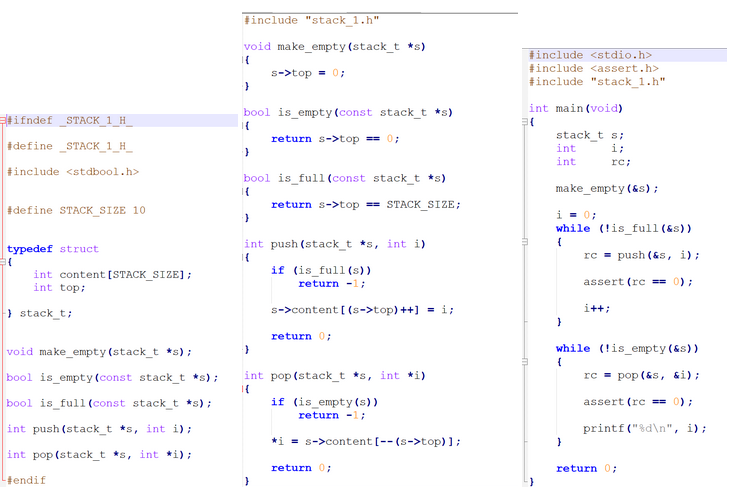 #ifndef _STACK_1_H_
#define _STACK_1_H_
#include <stdbool.h>
#define STACK_SIZE 10
typedef struct
{
int content[STACK_SIZE];
int top;
} stack_t;
void make_empty(stack_t *s);
bool is_empty(const stack_t *s);
bool is_full(const stack_t *s);
int push(stack_t *s, int i);
int pop(stack_t *s, int *i);
#endif
#include "stack_1.h"
void make_empty(stack_t *s)
{
s->top = 0;
}
bool is_empty(const stack_t *s)
{
return s->top == 0;
}
bool is_full(const stack_t *s)
{
return s->top == STACK_SIZE;
}
int push(stack_t *s, int i)
{
if (is_full(s))
return -1;
s->content[(s->top)++] = i;
return 0;
}
int pop(stack_t *s, int *i)
{
if (is_empty(s))
return -1;
*i = s->content[--(s->top)];
return 0;
}
#include <stdio.h>
#include <assert.h>
#include "stack_1.h"
int main(void)
{
stack_t s;
int i;
int rc;
make_empty(&s);
i = 0;
while (!is_full(&s))
{
rc = push(&s, i);
assert(rc == 0);
i++;
}
while (!is_empty(&s))
{
rc = pop(&s, &i);
assert(rc == 0);
printf("%d\n", i);
}
return 0;
}